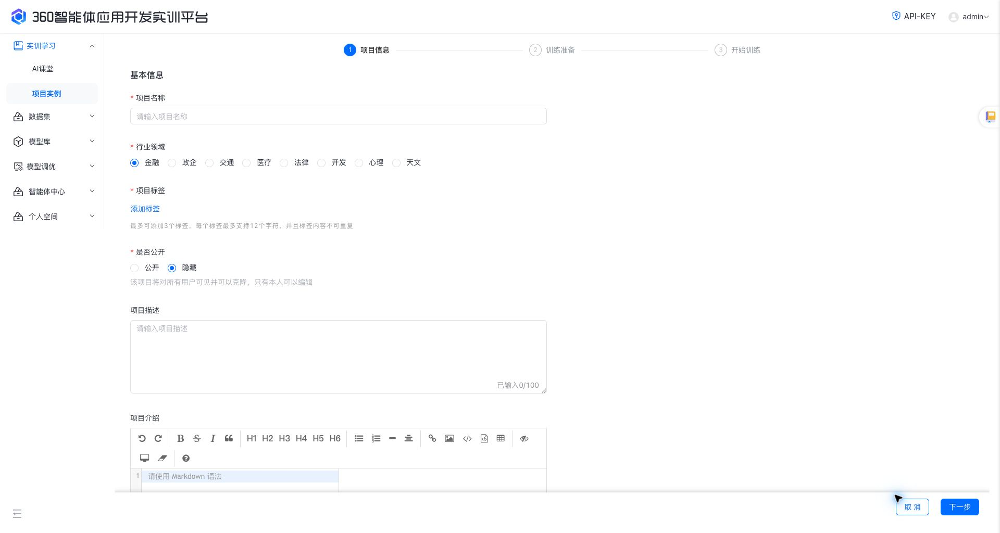 360智能体应用开发实训平台
API-KEY
admin
实训学习
AI课堂
项目实例
数据集
模型库
模型调优
智能体中心
个人空间
1 项目信息
2 训练准备
3 开始训练
基本信息
* 项目名称
请输入项目名称
* 行业领域
金融 政企 交通 医疗 法律 开发 心理 天文
* 项目标签
添加标签
最多可添加3个标签，每个标签最多支持12个字符，并且标签内容不可重复
* 是否公开
公开 隐藏
该项目将对所有用户可见并可以克隆，只有本人可以编辑
项目描述
请输入项目描述
已输入0/100
项目介绍
B S I H1 H2 H3 H4 H5 H6
1 请使用 Markdown 语法
取 消
下一步